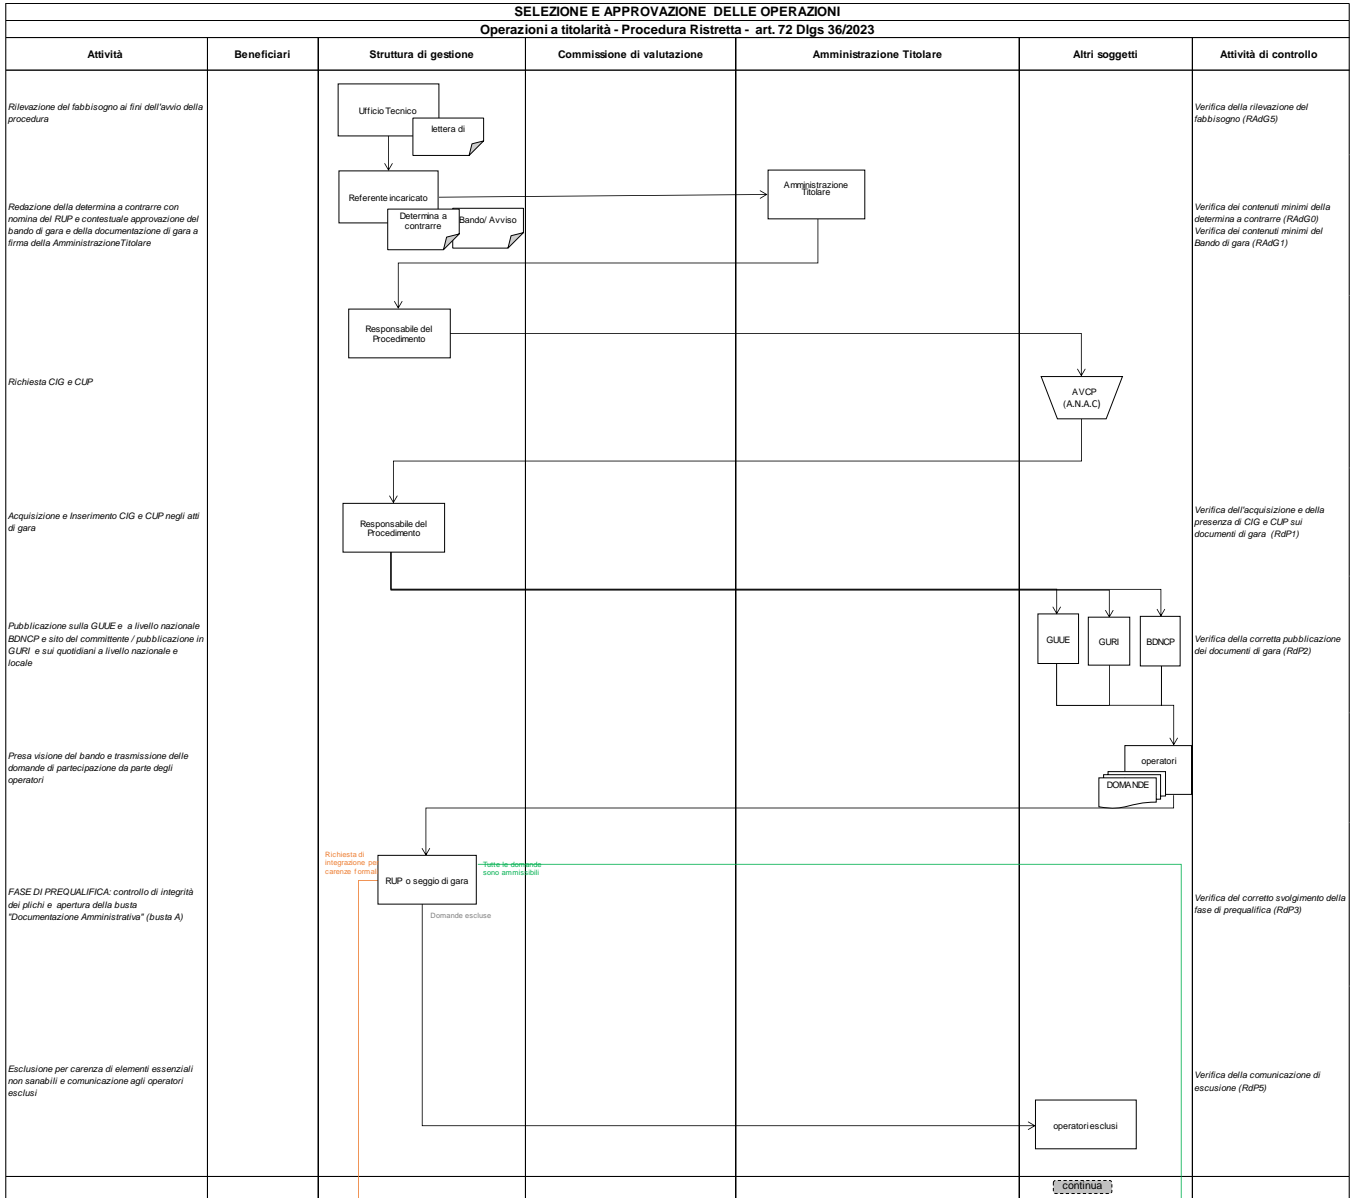 SELEZIONE E APPROVAZIONE DELLE OPERAZIONI
Operazioni a titolarità - Procedura Ristretta - art. 72 Dlgs 36/2023
Attività
Beneficiari
Struttura di gestione
Commissione di valutazione
Amministrazione Titolare
Altri soggetti
Attività di controllo
Rilevazione del fabbisogno ai fini dell'avvio della
procedura
Ufficio Tecnico
lettera di
Verifica della rilevazione del
fabbisogno (RAdG5)
Redazione della determina a contrarre con
nomina del RUP e contestuale approvazione del
bando di gara e della documentazione di gara a
firma della AmministrazioneTitolare
Referente incaricato
Determina a
contrarre
Bando/ Avviso
Amministrazione
Titolare
Verifica dei contenuti minimi della
determina a contrarre (RAdG0)
Verifica dei contenuti minimi del
Bando di gara (RAdG1)
Responsabile del
Procedimento
Richiesta CIG e CUP
AVCP
(A.N.A.C)
Acquisizione e Inserimento CIG e CUP negli atti
di gara
Responsabile del
Procedimento
Verifica dell'acquisizione e della
presenza di CIG e CUP sui
documenti di gara (RdP1)
Pubblicazione sulla GUUE e a livello nazionale
BDNCP e sito del committente / pubblicazione in
GURI e sui quotidiani a livello nazionale e
locale
GUUE
GURI
BDNCP
Verifica della corretta pubblicazione
dei documenti di gara (RdP2)
Presa visione del bando e trasmissione delle
domande di partecipazione da parte degli
operatori
operatori
DOMANDE
Richiesta di
integrazione pe
carenze formal
RUP o seggio di gara
Tutte le domande
sono ammissibili
Domande escluse
FASE DI PREQUALIFICA: controllo di integrità
dei plichi e apertura della busta
"Documentazione Amministrativa" (busta A)
Verifica del corretto svolgimento della
fase di prequalifica (RdP3)
Esclusione per carenza di elementi essenziali
non sanabili e comunicazione agli operatori
esclusi
operatori esclusi
Verifica della comunicazione di
escusione (RdP5)
continua